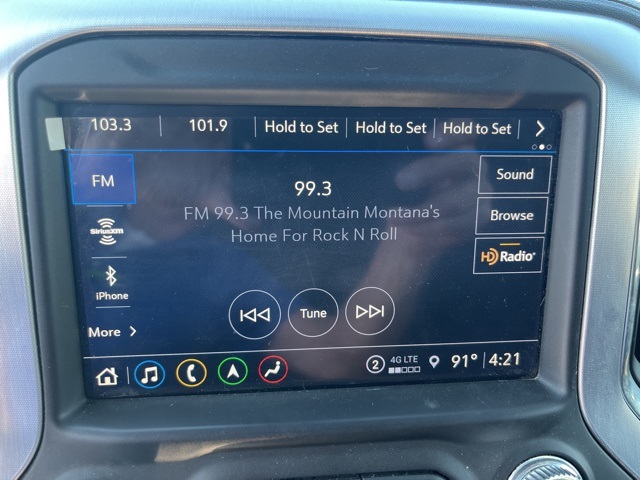 103.3 101.9 Hold to Set Hold to Set Hold to Set
FM
99.3
Sound
FM 99.3 The Mountain Montana's
Home For Rock N Roll
Browse
SiriusXM
HD Radio
iPhone
Tune
More
2 4G LTE 91° 4:21